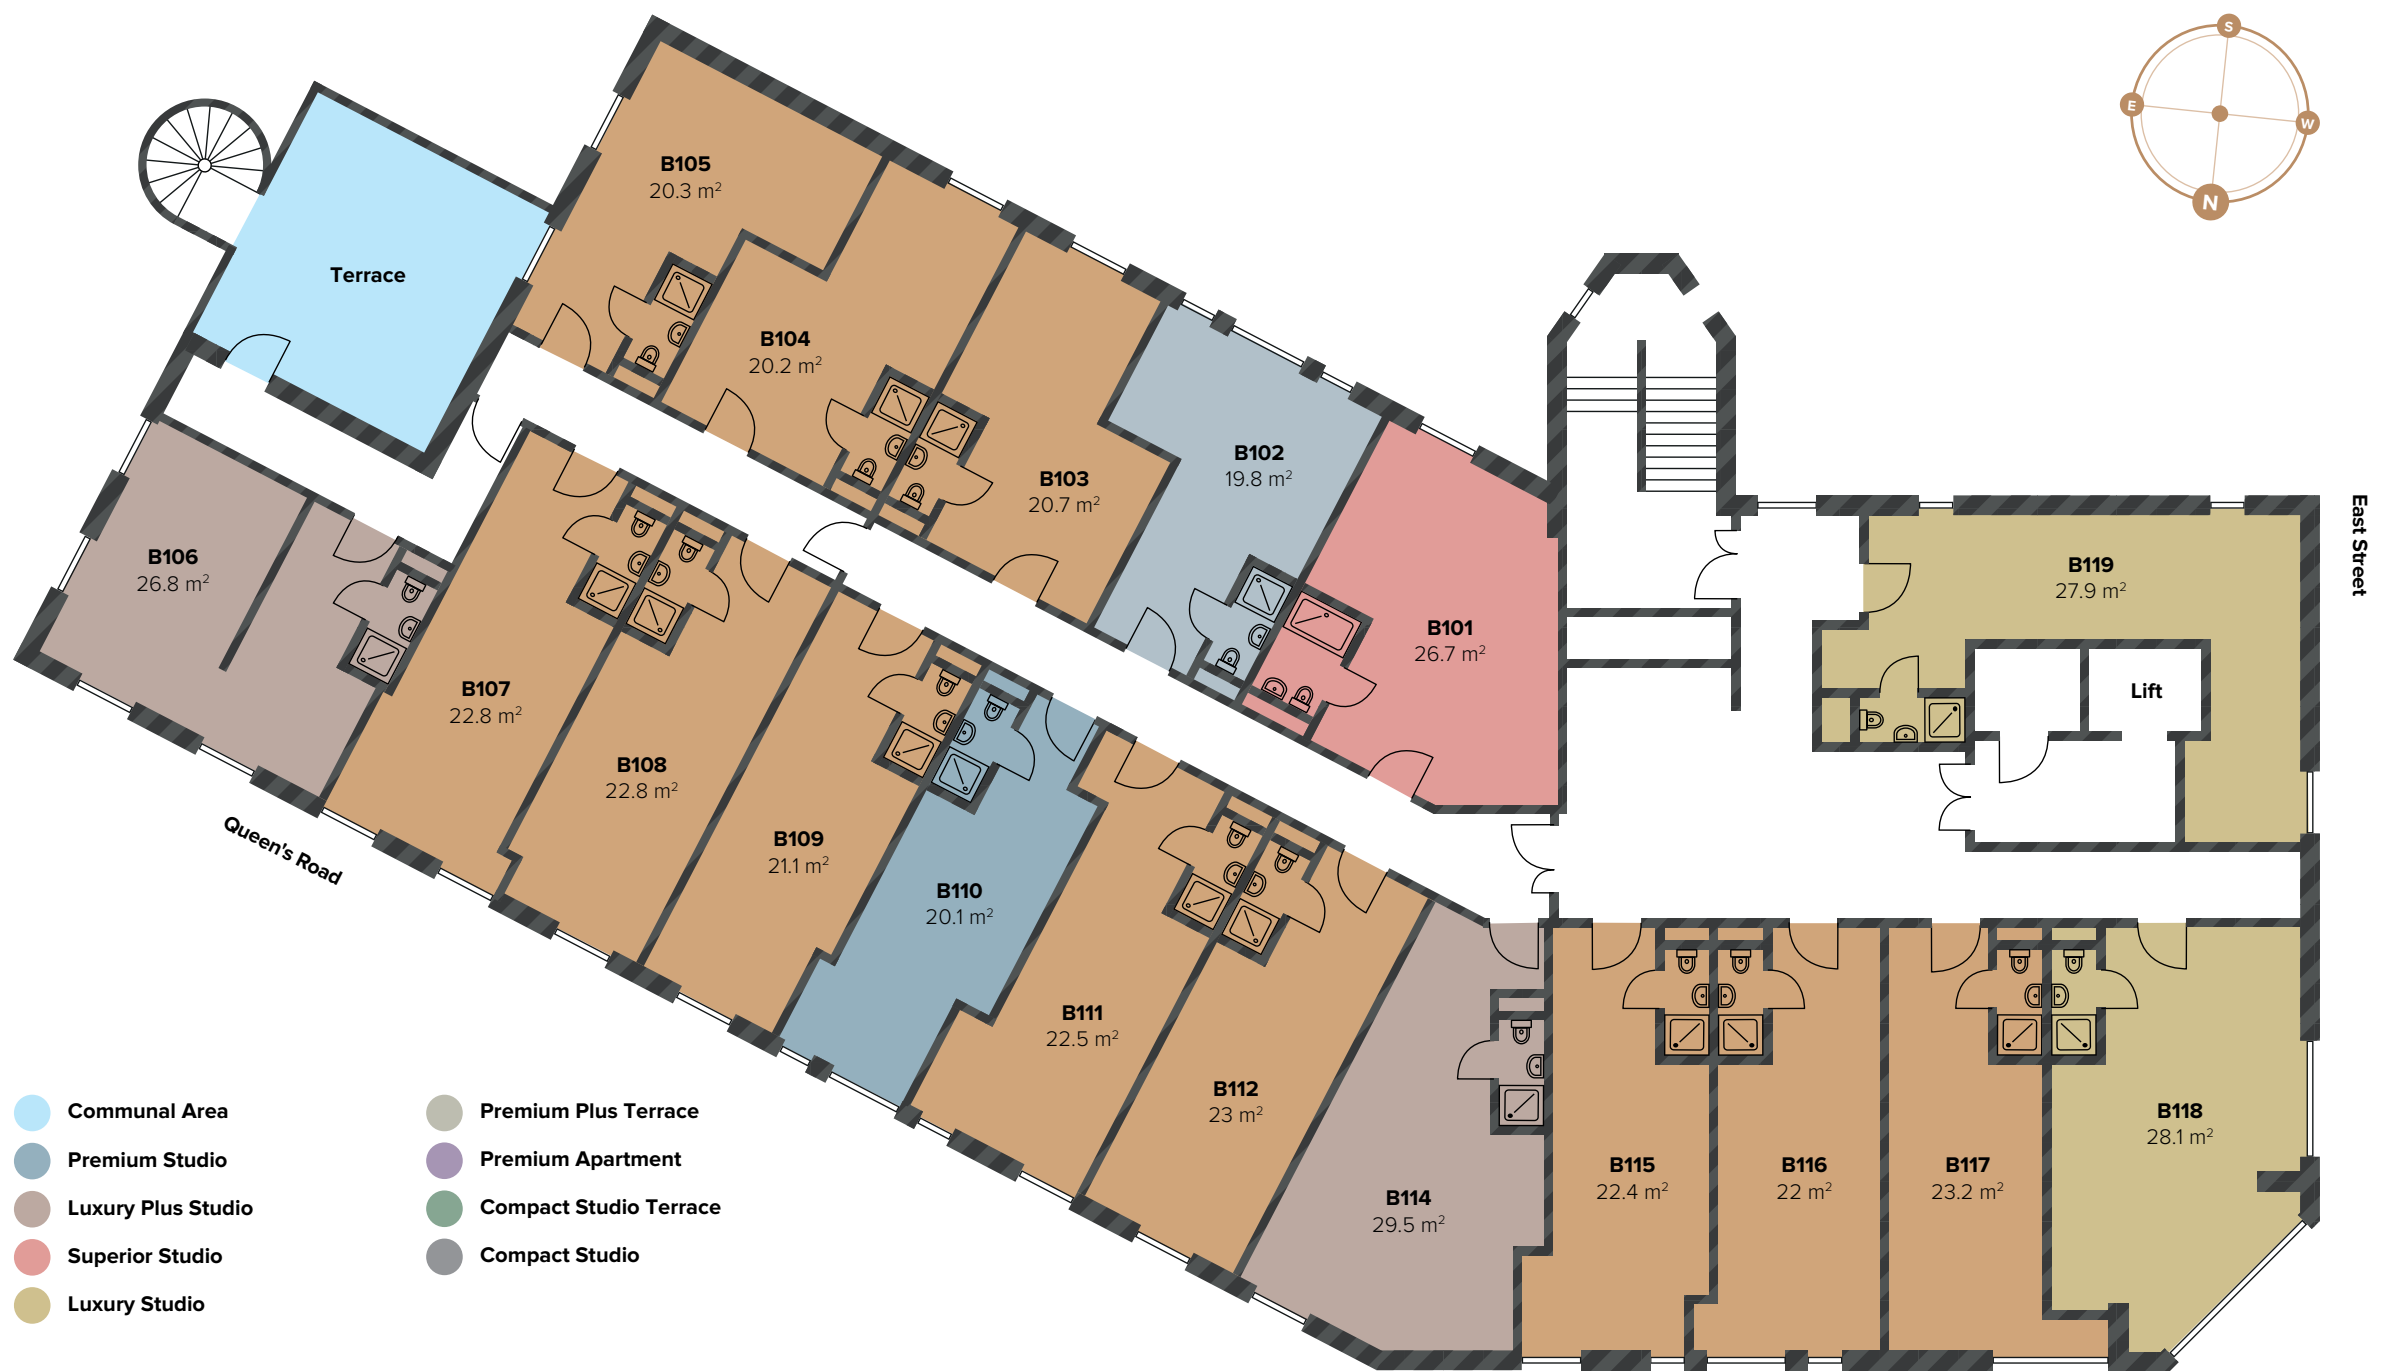 S
E
W
N
B105
20.3 m²
Terrace
B104
20.2 m²
B103
20.7 m²
B102
19.8 m²
B101
26.7 m²
East Street
B119
27.9 m²
Lift
B106
26.8 m²
B107
22.8 m²
B108
22.8 m²
B109
21.1 m²
B110
20.1 m²
B111
22.5 m²
B112
23 m²
B114
29.5 m²
B115
22.4 m²
B116
22 m²
B117
23.2 m²
B118
28.1 m²
Queen's Road
Communal Area
Premium Studio
Luxury Plus Studio
Superior Studio
Luxury Studio
Premium Plus Terrace
Premium Apartment
Compact Studio Terrace
Compact Studio